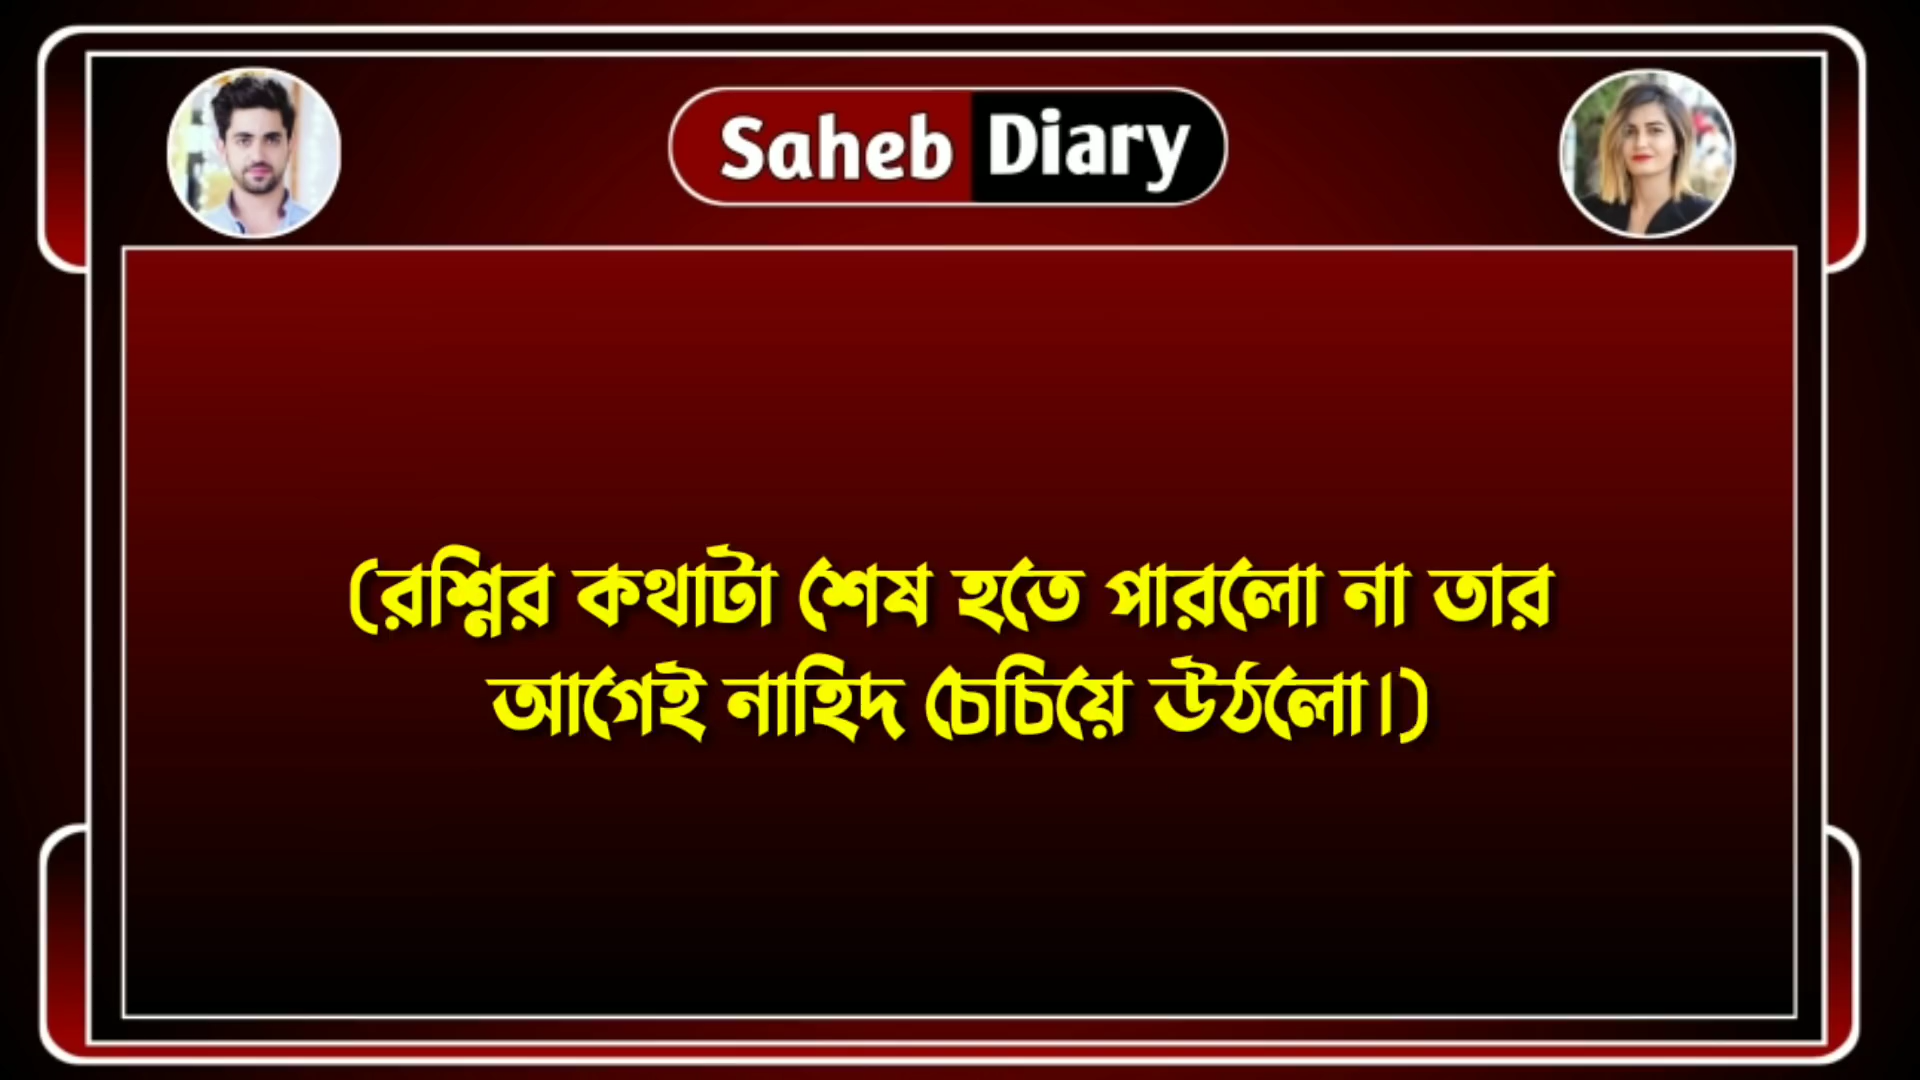 Saheb Diary
(রেশ্নির কথাটা শেষ হতে পারলো না তার
আগেই নাহিদ চেচিয়ে উঠলো।)